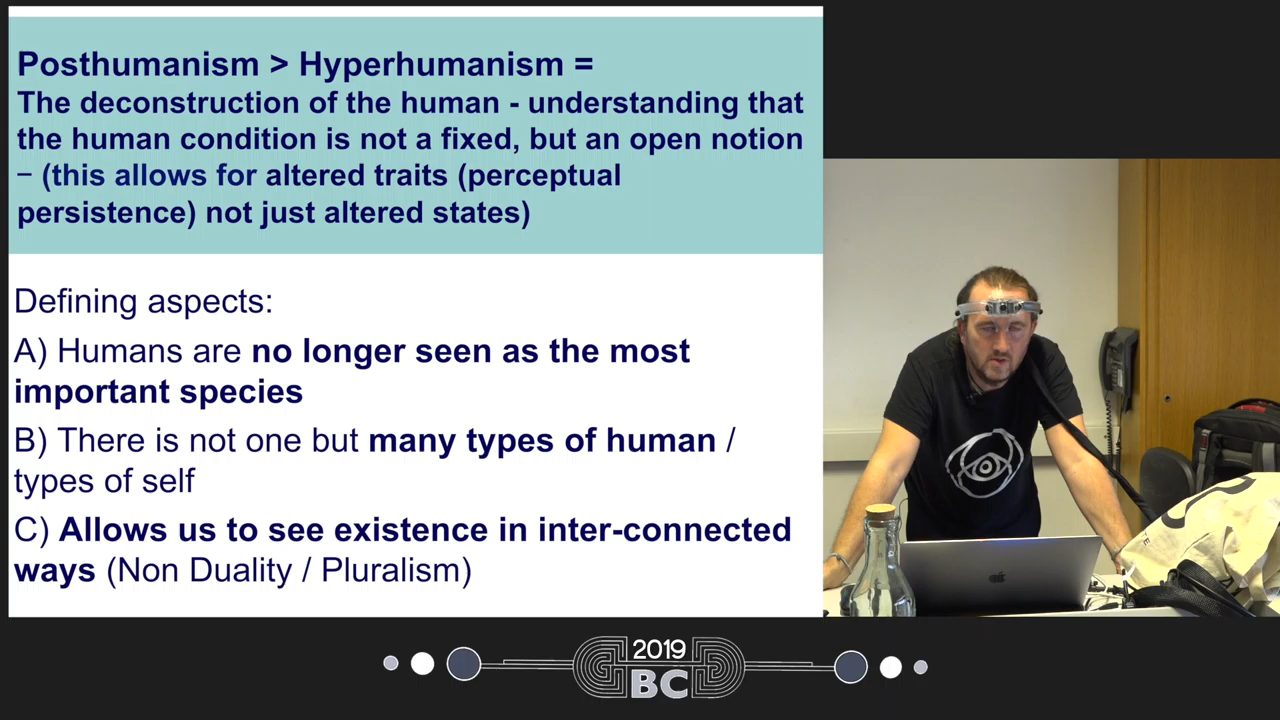 Posthumanism > Hyperhumanism =
The deconstruction of the human - understanding that
the human condition is not a fixed, but an open notion
– (this allows for altered traits (perceptual
persistence) not just altered states)
Defining aspects:
A) Humans are no longer seen as the most
important species
B) There is not one but many types of human /
types of self
C) Allows us to see existence in inter-connected
ways (Non Duality / Pluralism)
2019
BC